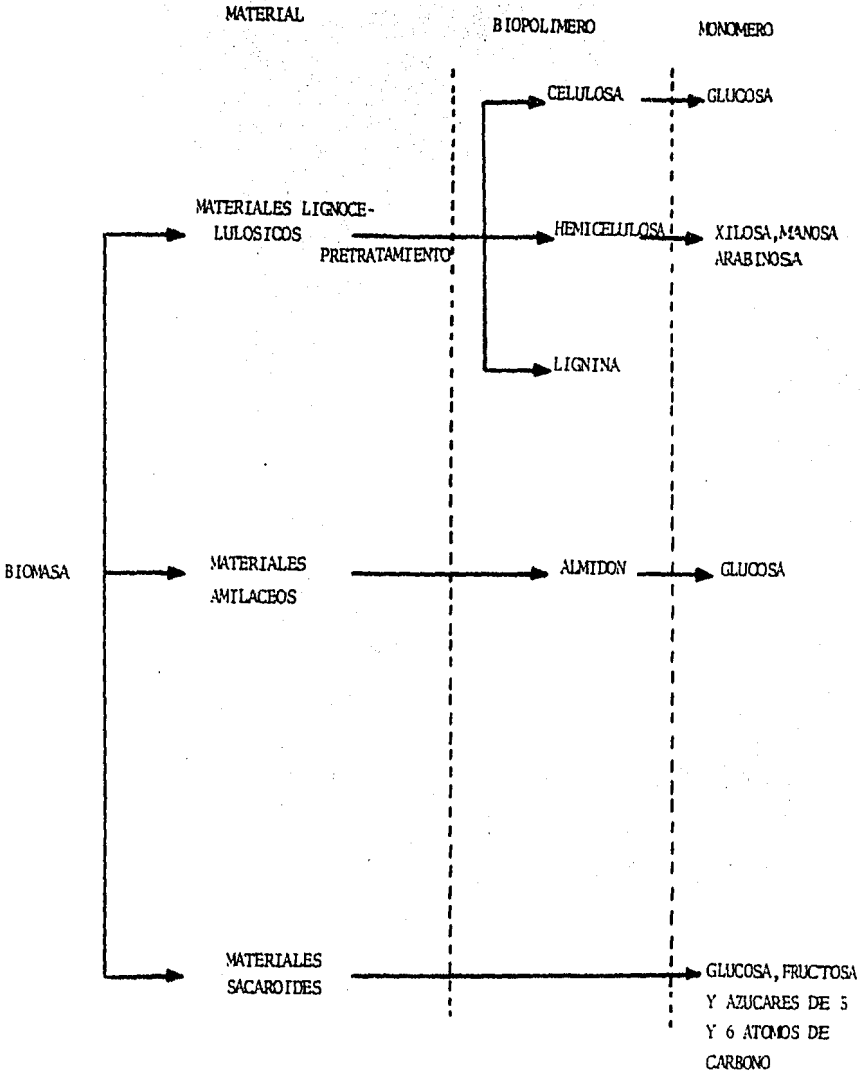 MATERIAL
BIOPOLIMERO
MONOMERO
CELULOSA
GLUCOSA
MATERIALES LIGNOCE-
LULOSICOS
PRETRATAMIENTO
HEMICELULOSA
XILOSA, MANOSA
ARABINOSA
LIGNINA
BIOMASA
MATERIALES
AMILACEOS
ALMIDON
GLUCOSA
MATERIALES
SACAROIDES
GLUCOSA, FRUCTOSA
Y AZUCARES DE 5
Y 6 ATOMOS DE
CARBONO